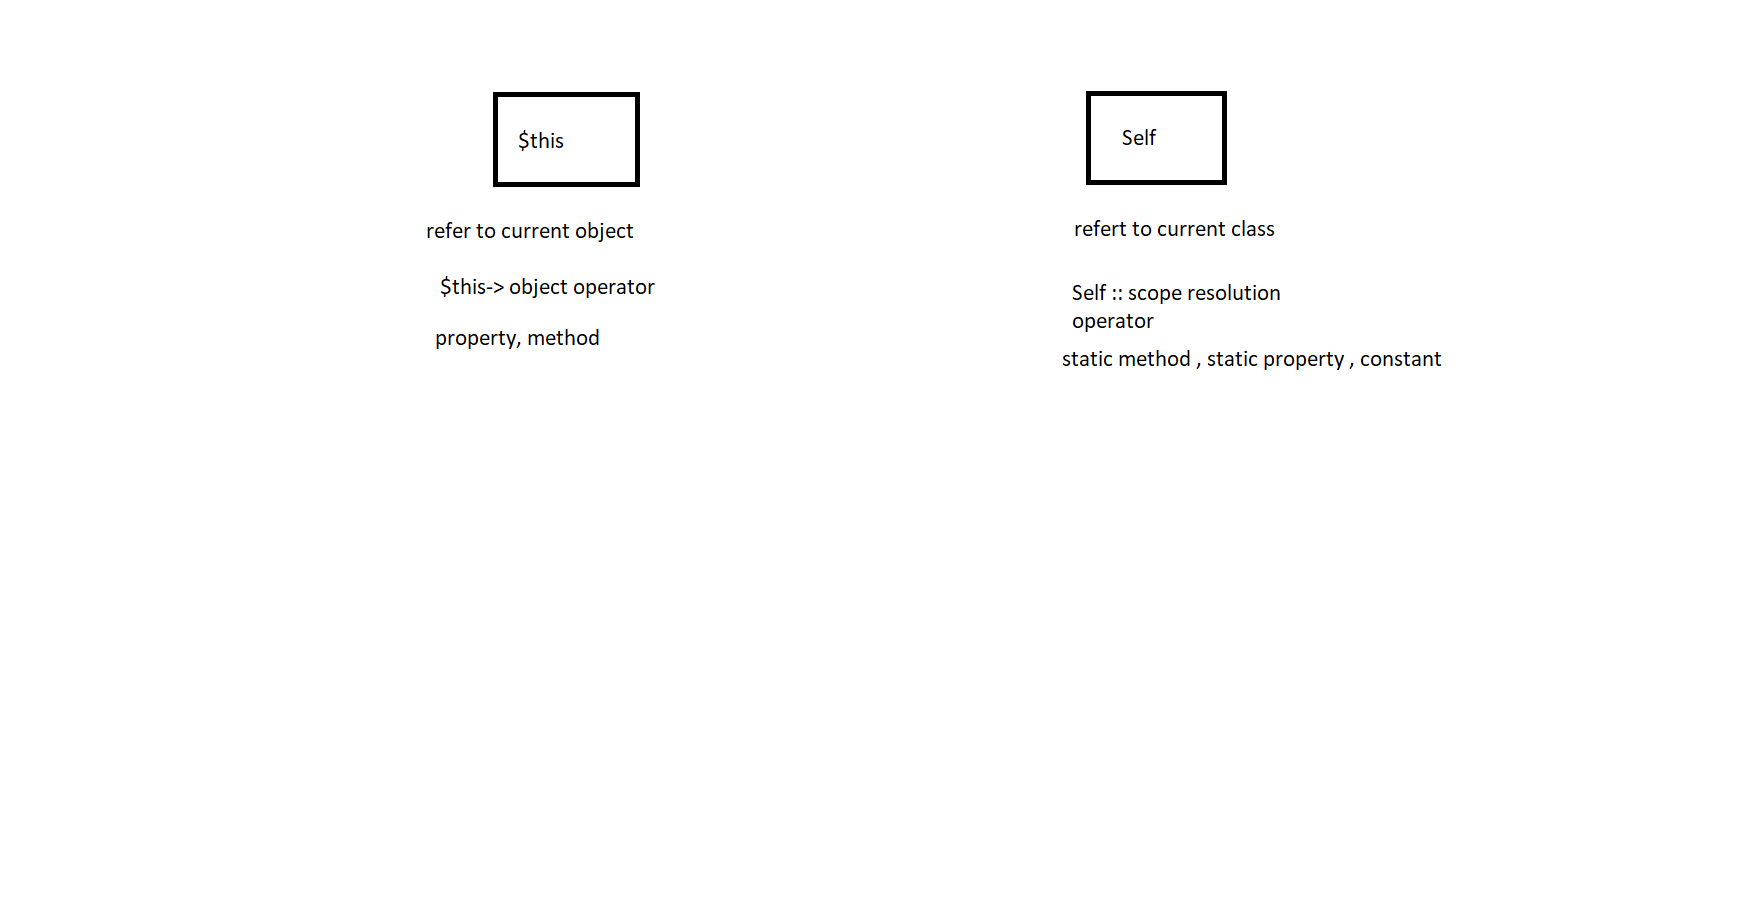 $this
refer to current object
$this-> object operator
property, method
Self
refert to current class
Self :: scope resolution
operator
static method , static property , constant